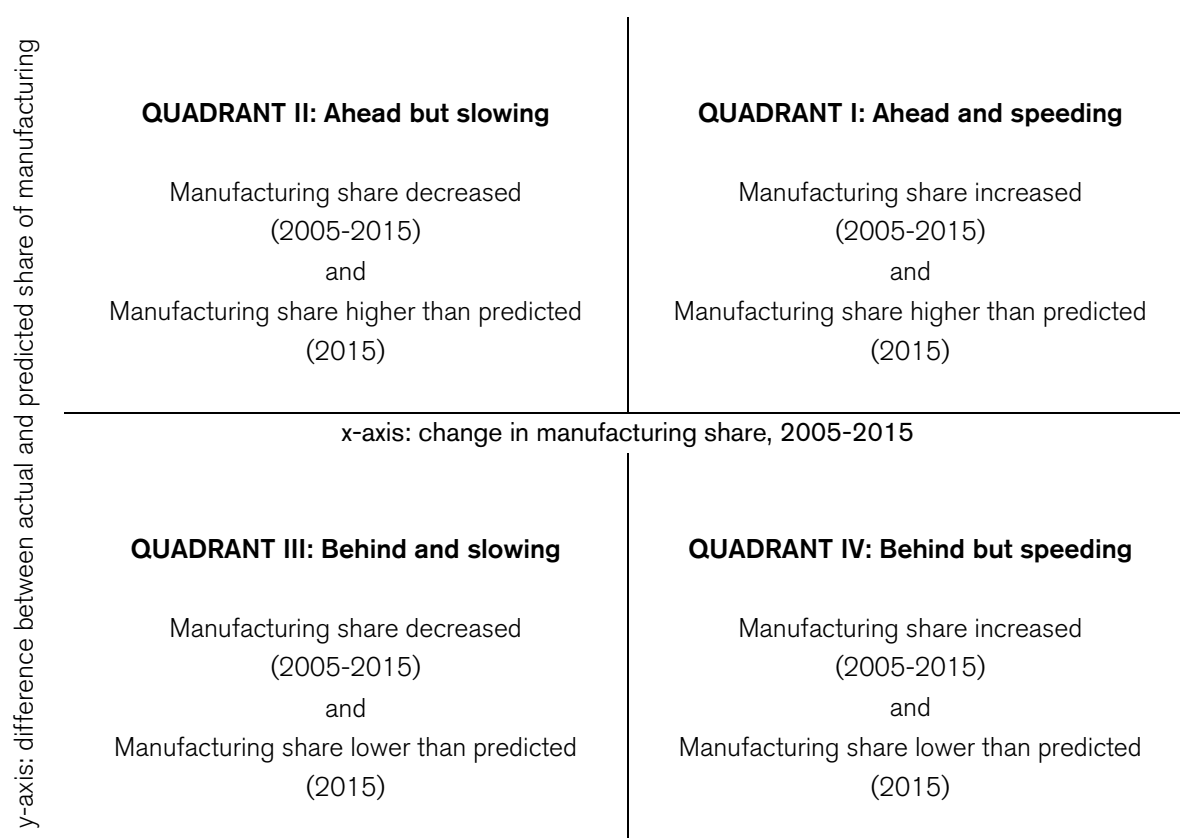 y-axis: difference between actual and predicted share of manufacturing
QUADRANT II: Ahead but slowing
Manufacturing share decreased
(2005-2015)
and
Manufacturing share higher than predicted
(2015)
QUADRANT I: Ahead and speeding
Manufacturing share increased
(2005-2015)
and
Manufacturing share higher than predicted
(2015)
x-axis: change in manufacturing share, 2005-2015
QUADRANT III: Behind and slowing
Manufacturing share decreased
(2005-2015)
and
Manufacturing share lower than predicted
(2015)
QUADRANT IV: Behind but speeding
Manufacturing share increased
(2005-2015)
and
Manufacturing share lower than predicted
(2015)